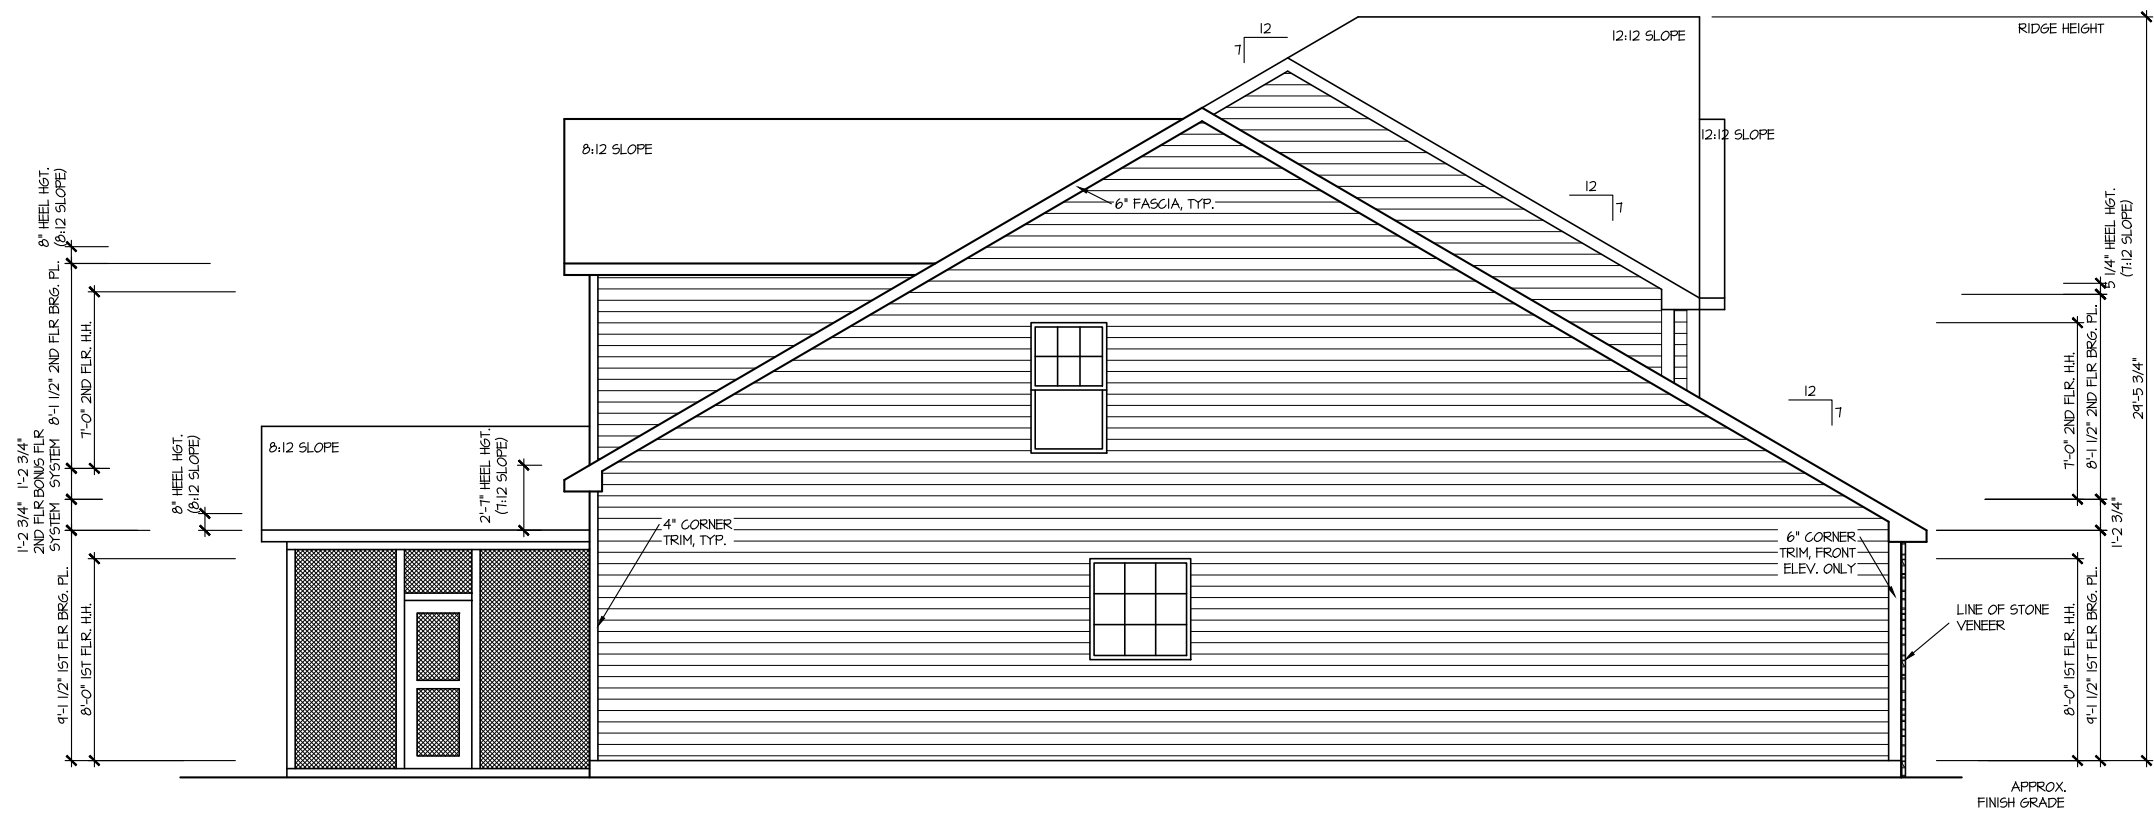 12
7
12:12 SLOPE
RIDGE HEIGHT
12:12 SLOPE
8:12 SLOPE
6" FASCIA, TYP.
12
7
8" HEEL HGT.
(8:12 SLOPE)
5 1/4" HEEL HGT.
(7:12 SLOPE)
8'-1 1/2" 2ND FLR BRG. PL.
7'-0" 2ND FLR. H.H.
1'-2 3/4"
BONUS FLR
SYSTEM
1'-2 3/4"
2ND FLR
SYSTEM
8:12 SLOPE
8" HEEL HGT.
(8:12 SLOPE)
2'-7" HEEL HGT.
(7:12 SLOPE)
12
7
7'-0" 2ND FLR. H.H.
8'-1 1/2" 2ND FLR BRG. PL.
29'-5 3/4"
4" CORNER
TRIM, TYP.
6" CORNER
TRIM, FRONT
ELEV. ONLY
1'-2 3/4"
9'-1 1/2" 1ST FLR BRG. PL.
8'-0" 1ST FLR. H.H.
LINE OF STONE
VENEER
8'-0" 1ST FLR. H.H.
9'-1 1/2" 1ST FLR BRG. PL.
APPROX.
FINISH GRADE